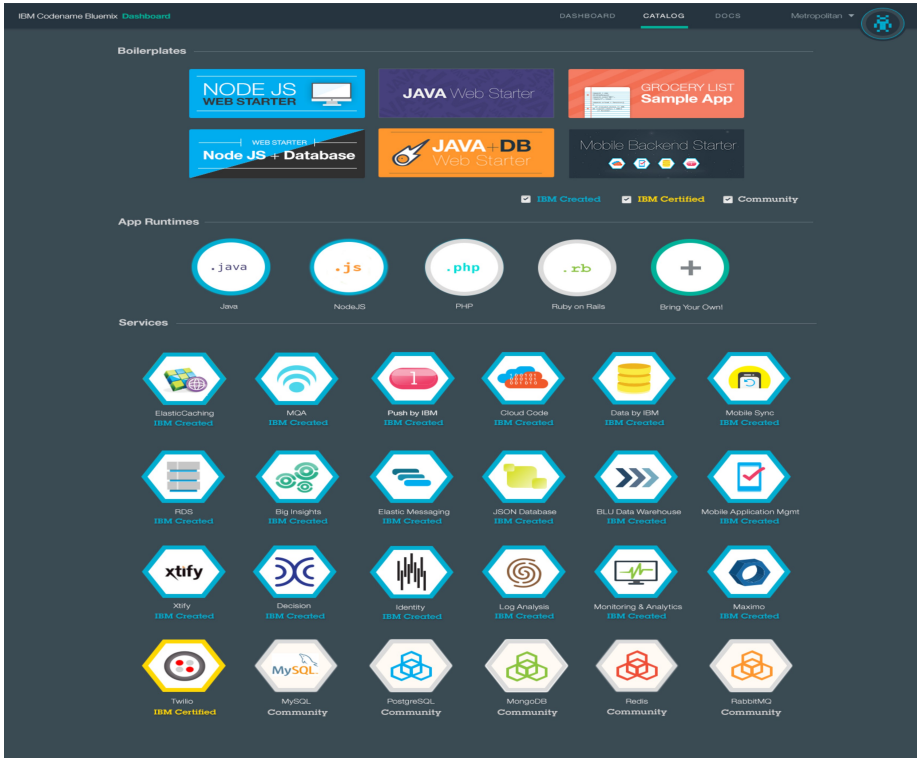 IBM Codename Bluemix Dashboard
DASHBOARD CATALOG DOCS Metropolitan
Boilerplates
NODE JS
WEB STARTER
JAVA Web Starter
GROCERY LIST
Sample App
WEB STARTER
Node JS + Database
JAVA+DB
Web Starter
Mobile Backend Starter
IBM Created IBM Certified Community
App Runtimes
.java .js .php .rb +
Java NodeJS PHP Ruby on Rails Bring Your Own!
Services
1
ElasticCaching MQA Push by IBM Cloud Code Data by IBM Mobile Sync
IBM Created IBM Created IBM Created IBM Created IBM Created IBM Created
RDS Big Insights Elastic Messaging JSON Database BLU Data Warehouse Mobile Application Mgmt
IBM Created IBM Created IBM Created IBM Created IBM Created IBM Created
xtify
Xtify Decision Identity Log Analysis Monitoring & Analytics Maximo
IBM Created IBM Created IBM Created IBM Created IBM Created IBM Created
MySQL
Twilio MySQL PostgreSQL MongoDB Redis RabbitMQ
IBM Certified Community Community Community Community Community